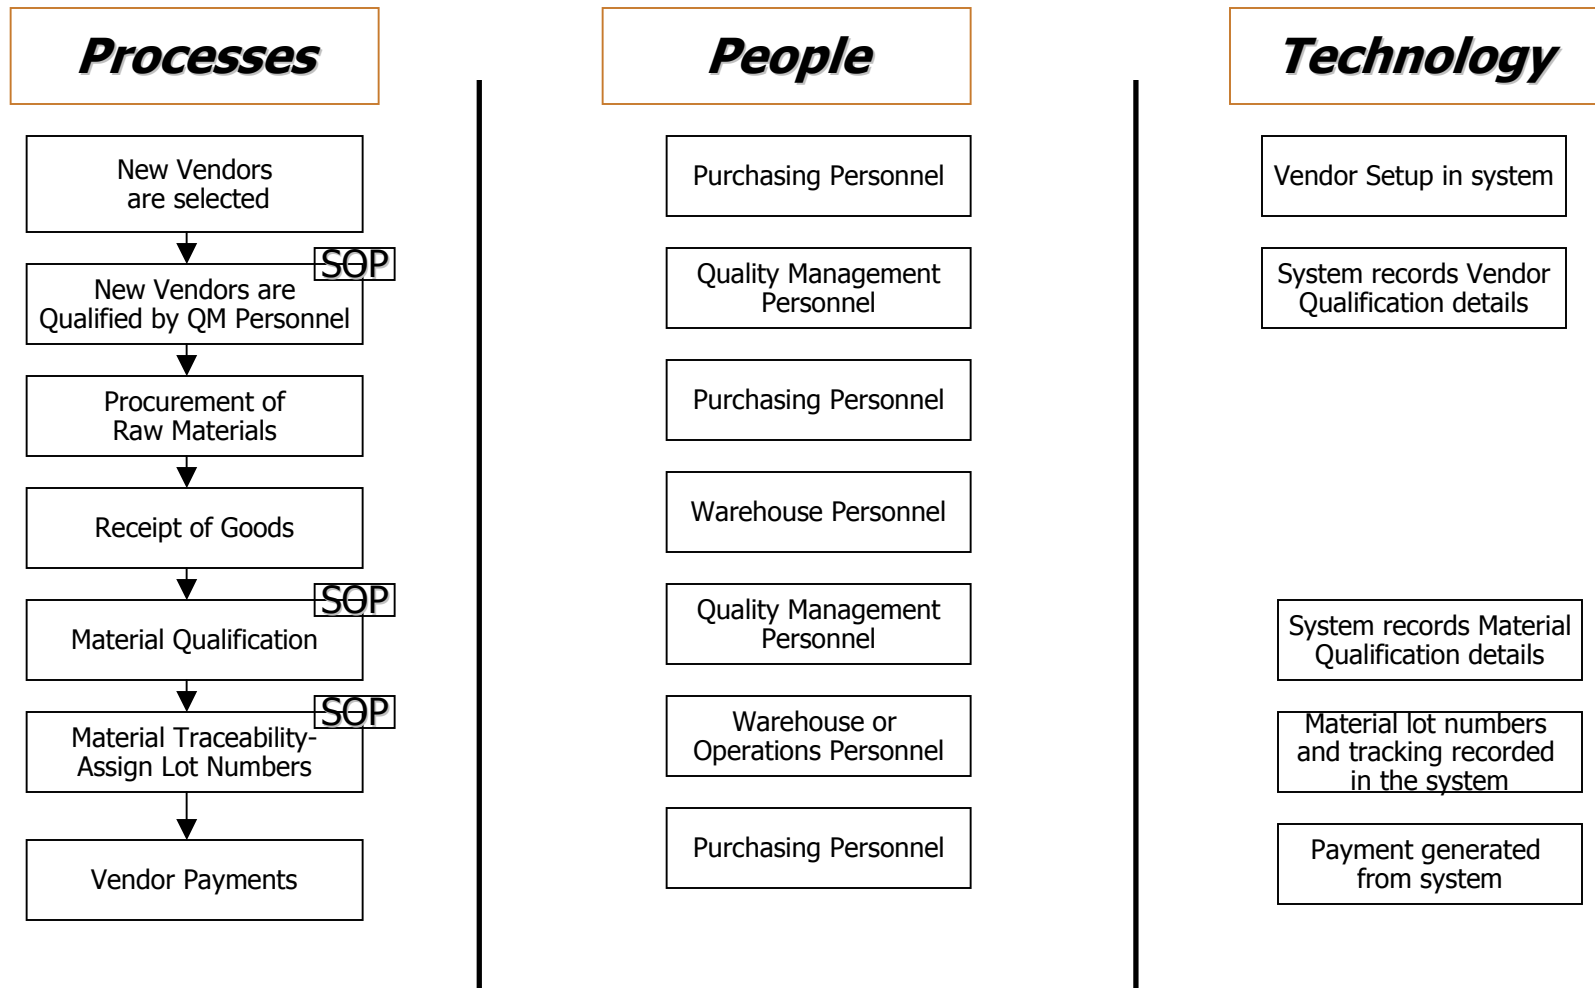 Processes
People
Technology
New Vendors
are selected
SOP
New Vendors are
Qualified by QM Personnel
Procurement of
Raw Materials
Receipt of Goods
SOP
Material Qualification
SOP
Material Traceability-
Assign Lot Numbers
Vendor Payments
Purchasing Personnel
Quality Management
Personnel
Purchasing Personnel
Warehouse Personnel
Quality Management
Personnel
Warehouse or
Operations Personnel
Purchasing Personnel
Vendor Setup in system
System records Vendor
Qualification details
System records Material
Qualification details
Material lot numbers
and tracking recorded
in the system
Payment generated
from system